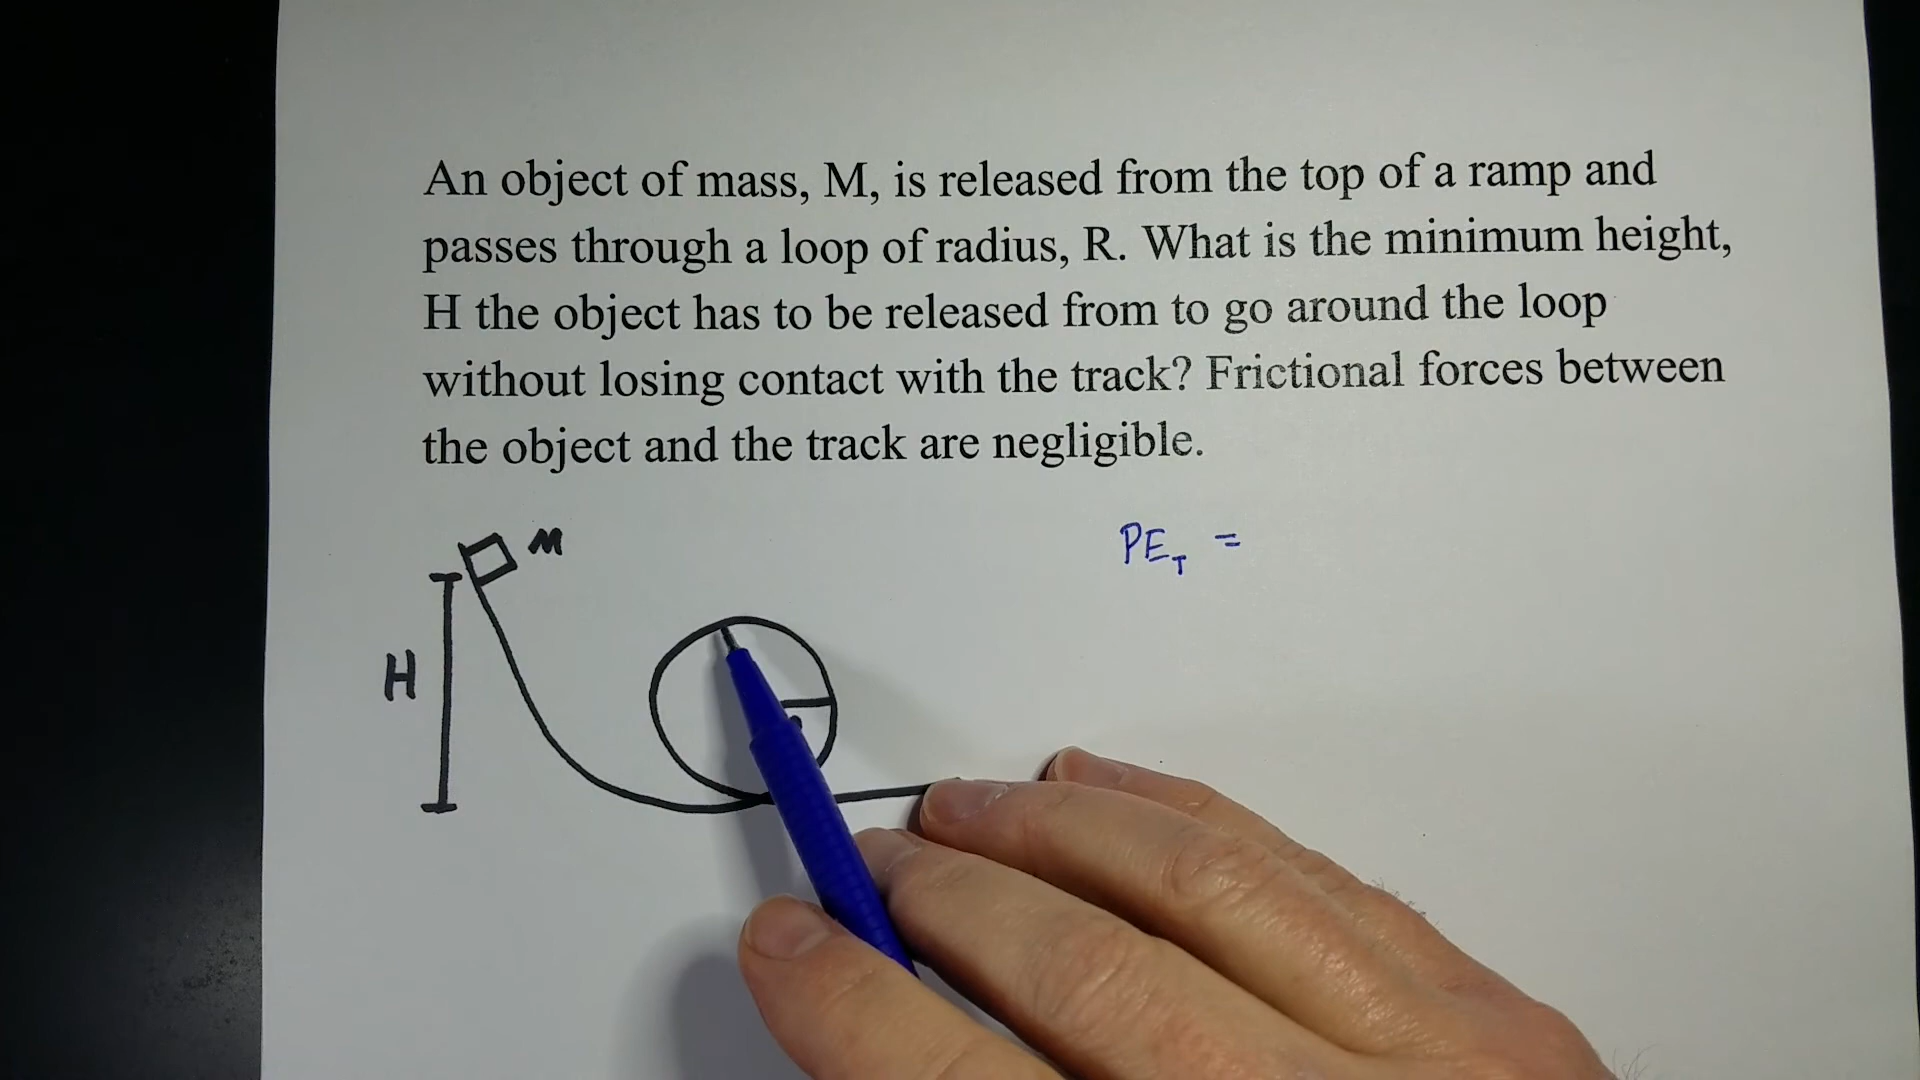 An object of mass, M, is released from the top of a ramp and
passes through a loop of radius, R. What is the minimum height,
H the object has to be released from to go around the loop
without losing contact with the track? Frictional forces between
the object and the track are negligible.
M
PE_T =
H